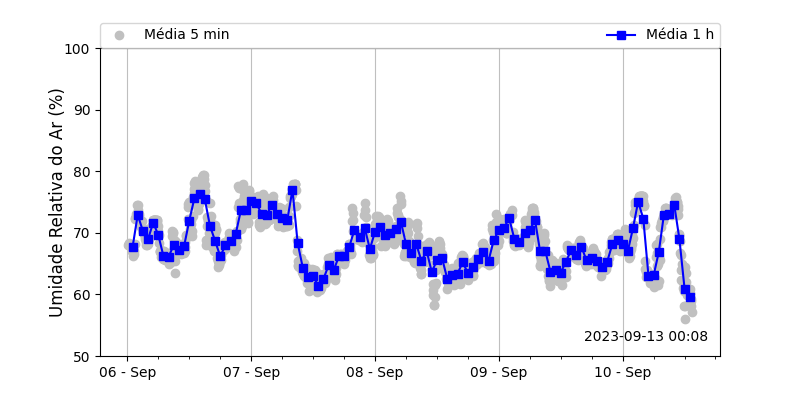 Média 5 min
Média 1 h
Umidade Relativa do Ar (%)
100
90
80
70
60
50
2023-09-13 00:08
06 - Sep
07 - Sep
08 - Sep
09 - Sep
10 - Sep